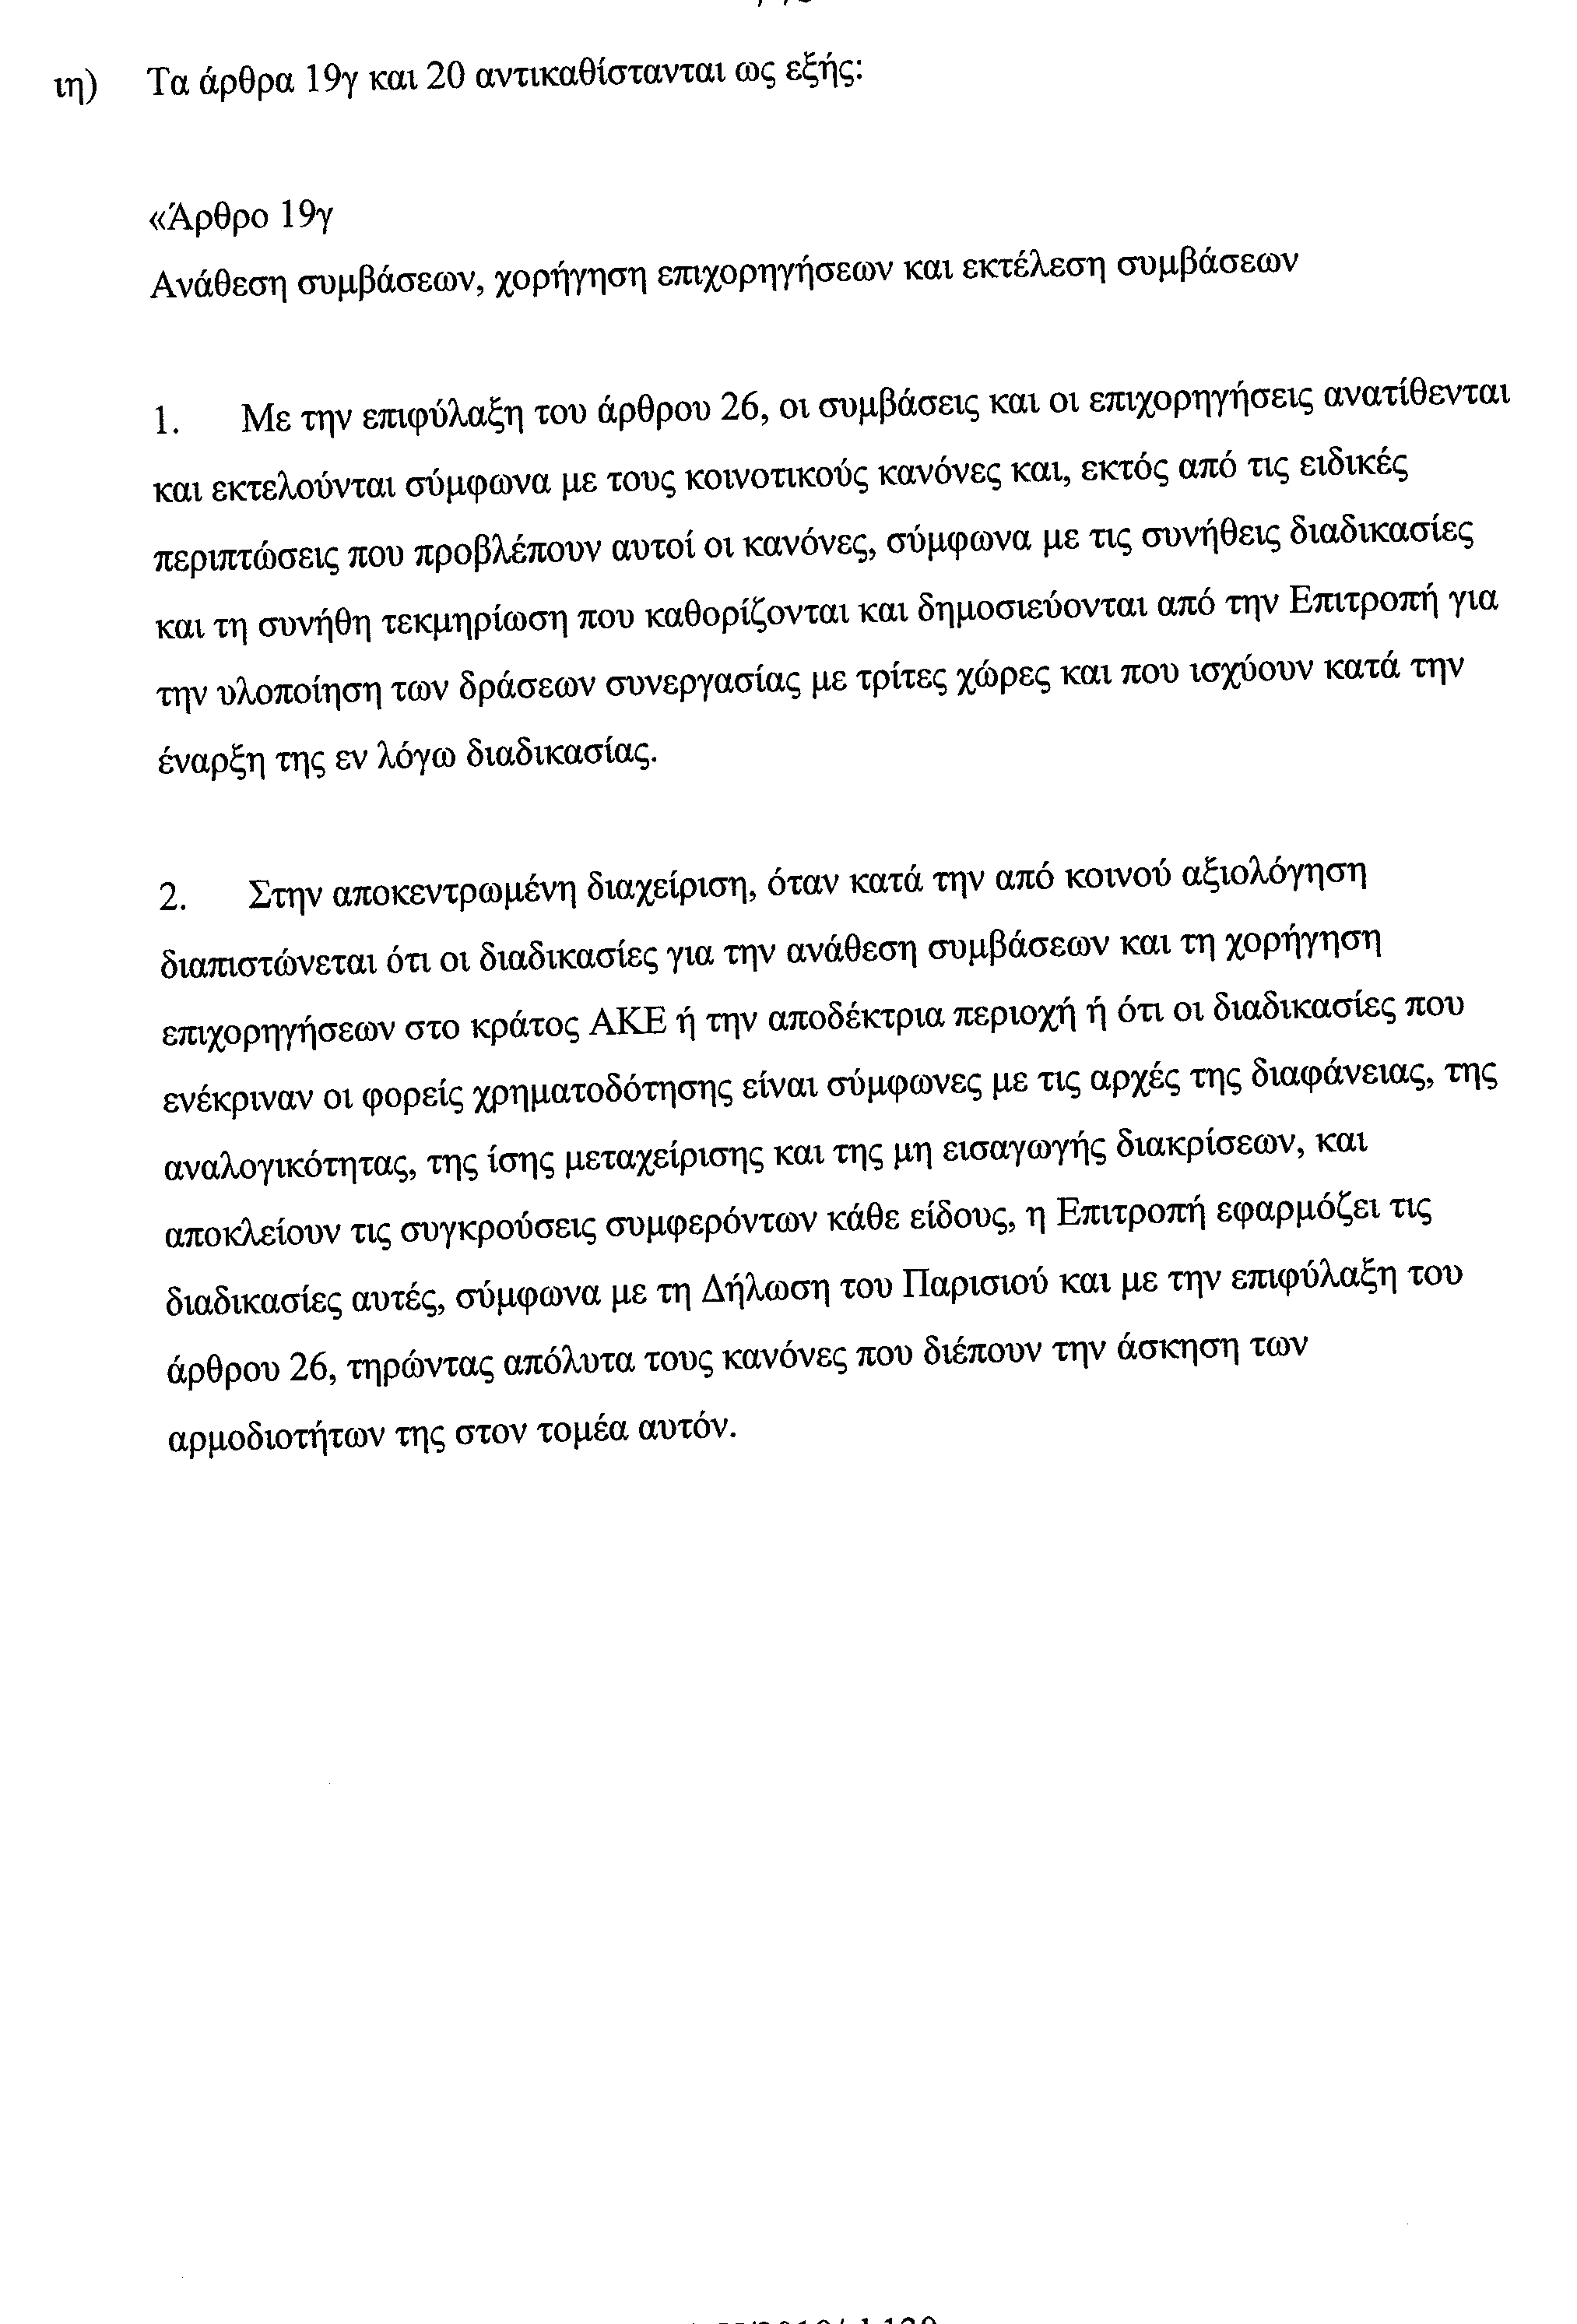 ιη) Τα άρθρα 19γ και 20 αντικαθίστανται ως εξής:
«Άρθρο 19γ
Ανάθεση συμβάσεων, χορήγηση επιχορηγήσεων και εκτέλεση συμβάσεων
1. Με την επιφύλαξη του άρθρου 26, οι συμβάσεις και οι επιχορηγήσεις ανατίθενται
και εκτελούνται σύμφωνα με τους κοινοτικούς κανόνες και, εκτός από τις ειδικές
περιπτώσεις που προβλέπουν αυτοί οι κανόνες, σύμφωνα με τις συνήθεις διαδικασίες
και τη συνήθη τεκμηρίωση που καθορίζονται και δημοσιεύονται από την Επιτροπή για
την υλοποίηση των δράσεων συνεργασίας με τρίτες χώρες και που ισχύουν κατά την
έναρξη της εν λόγω διαδικασίας.
2. Στην αποκεντρωμένη διαχείριση, όταν κατά την από κοινού αξιολόγηση
διαπιστώνεται ότι οι διαδικασίες για την ανάθεση συμβάσεων και τη χορήγηση
επιχορηγήσεων στο κράτος ΑΚΕ ή την αποδέκτρια περιοχή ή ότι οι διαδικασίες που
ενέκριναν οι φορείς χρηματοδότησης είναι σύμφωνες με τις αρχές της διαφάνειας, της
αναλογικότητας, της ίσης μεταχείρισης και της μη εισαγωγής διακρίσεων, και
αποκλείουν τις συγκρούσεις συμφερόντων κάθε είδους, η Επιτροπή εφαρμόζει τις
διαδικασίες αυτές, σύμφωνα με τη Δήλωση του Παρισιού και με την επιφύλαξη του
άρθρου 26, τηρώντας απόλυτα τους κανόνες που διέπουν την άσκηση των
αρμοδιοτήτων της στον τομέα αυτόν.